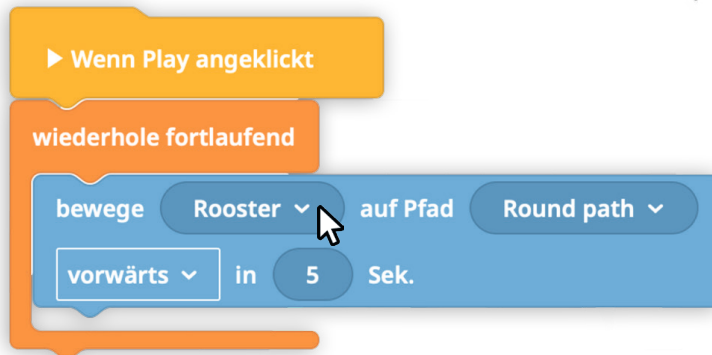 Wenn Play angeklickt
wiederhole fortlaufend
bewege Rooster auf Pfad Round path
vorwärts in 5 Sek.